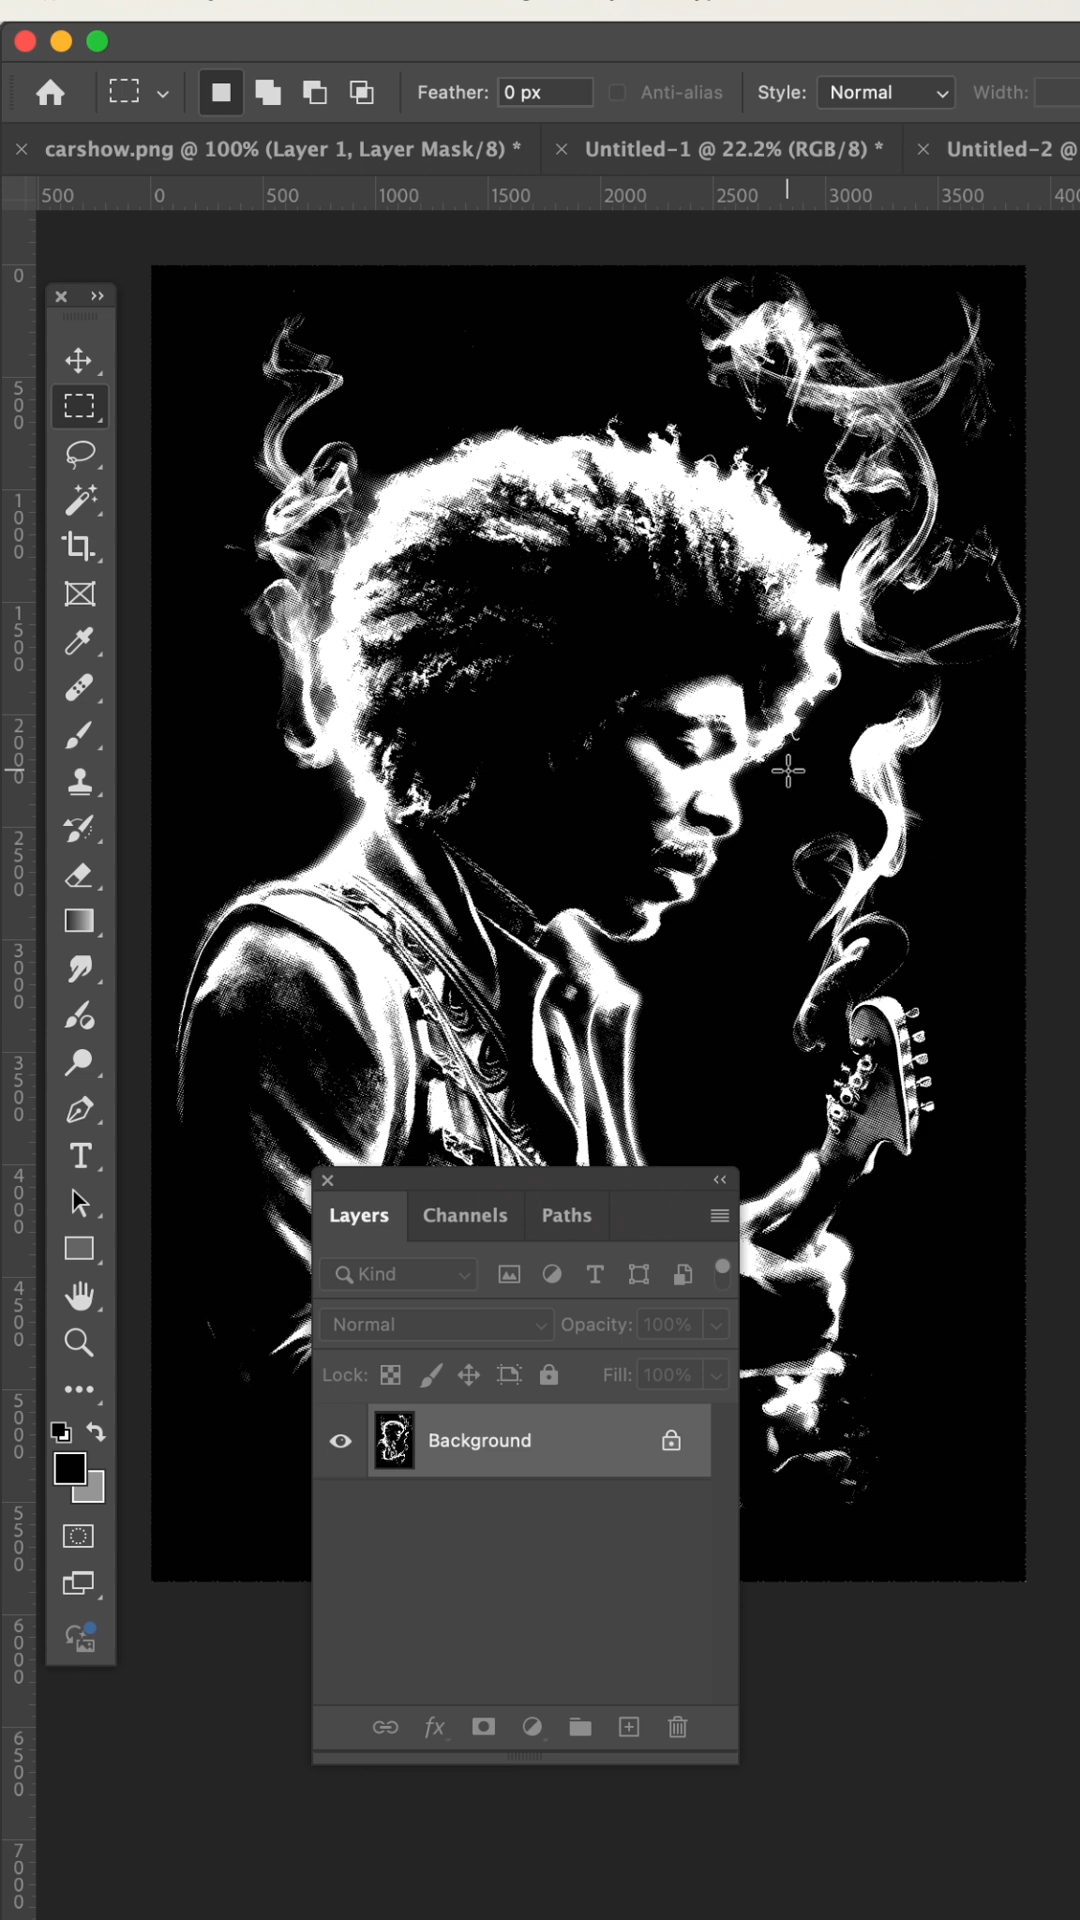 Feather: 0 px Anti-alias Style: Normal Width:
carshow.png @ 100% (Layer 1, Layer Mask/8) * Untitled-1 @ 22.2% (RGB/8) * Untitled-2 @
500 0 500 1000 1500 2000 2500 3000 3500
0
500
1000
1500
2000
2500
3000
3500
4000
4500
5000
5500
6000
6500
7000
Layers Channels Paths
Kind
Normal Opacity: 100%
Lock: Fill: 100%
Background
fx